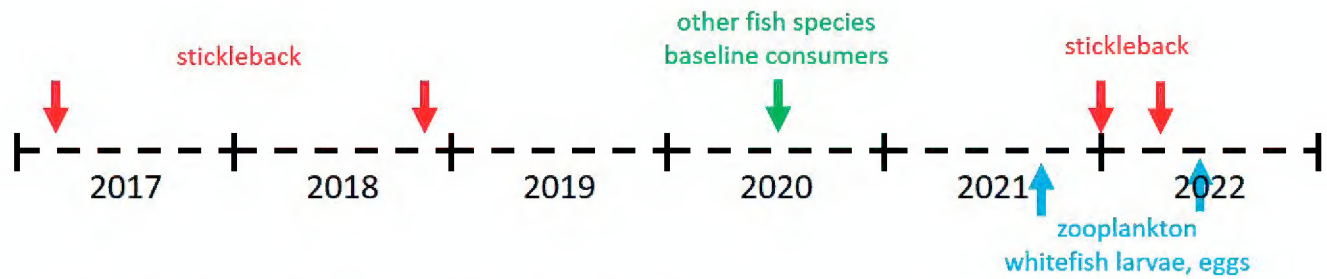 other fish species
baseline consumers
stickleback
stickleback
2017
2018
2019
2020
2021
2022
zooplankton
whitefish larvae, eggs